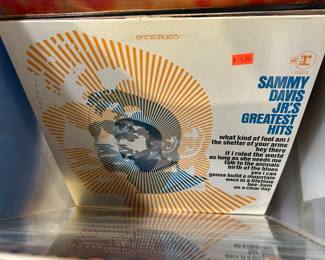 STEREO
SAMMY
DAVIS
JR.'S
GREATEST
HITS
what kind of fool am i
the shelter of your arms
hey there
if i ruled the world
as long as she needs me
talk to the animals
birth of the blues
yes i can
gonna build a mountain
once in a lifetime
bee-bom
on a clear day